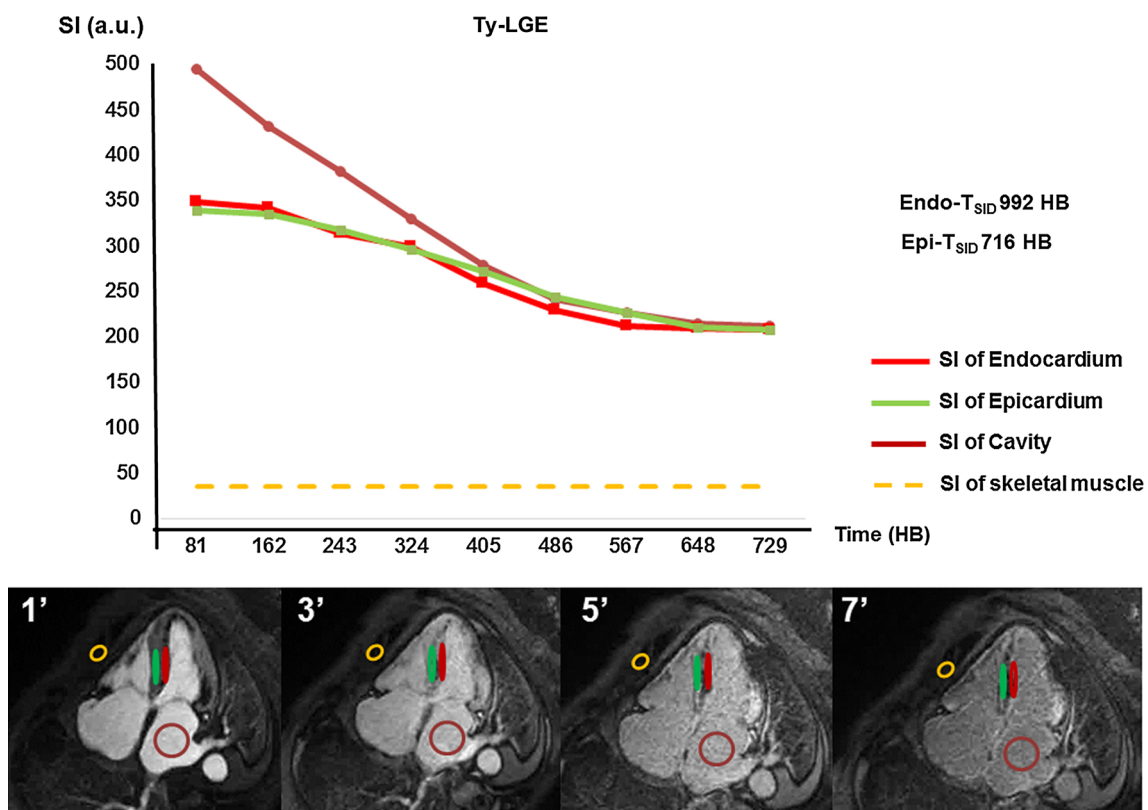 SI (a.u.)
Ty-LGE
500
450
400
350
300
250
200
150
100
50
0
81 162 243 324 405 486 567 648 729
Time (HB)
Endo-TSID 992 HB
Epi-TSID 716 HB
SI of Endocardium
SI of Epicardium
SI of Cavity
SI of skeletal muscle
1’ 3’ 5’ 7’